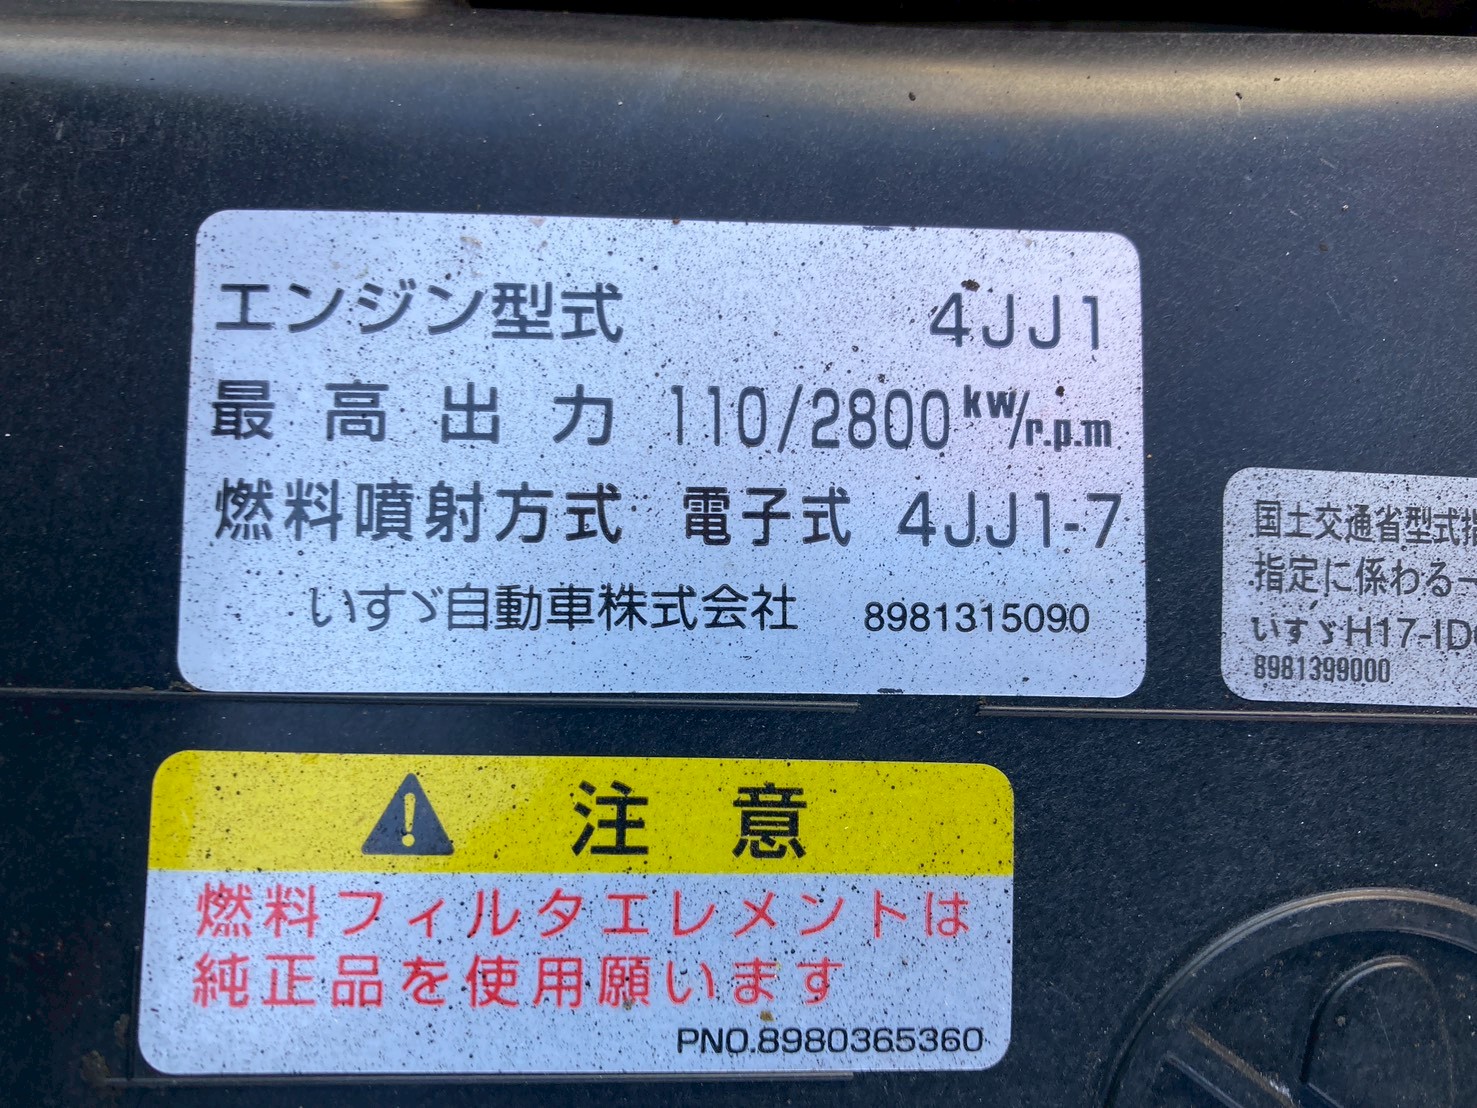 エンジン型式 4JJ1
最高出力 110/2800 kw/r.p.m
燃料噴射方式 電子式 4JJ1-7
いすゞ自動車株式会社 8981315090
国土交通省型式指
指定に係わる一
いすゞH17-ID
8981399000
注意
燃料フィルタエレメントは
純正品を使用願います
PNO.8980365360